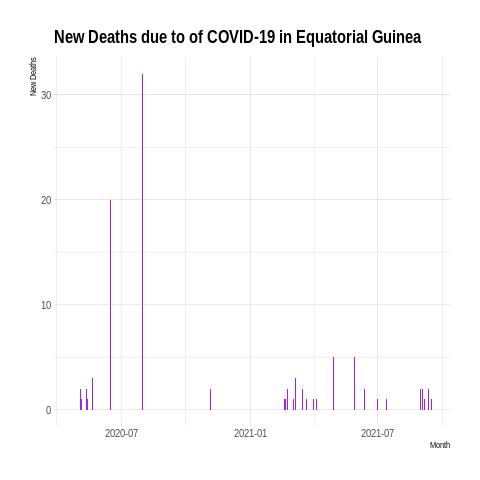 New Deaths due to of COVID-19 in Equatorial Guinea
New Deaths
30
20
10
0
2020-07 2021-01 2021-07
Month